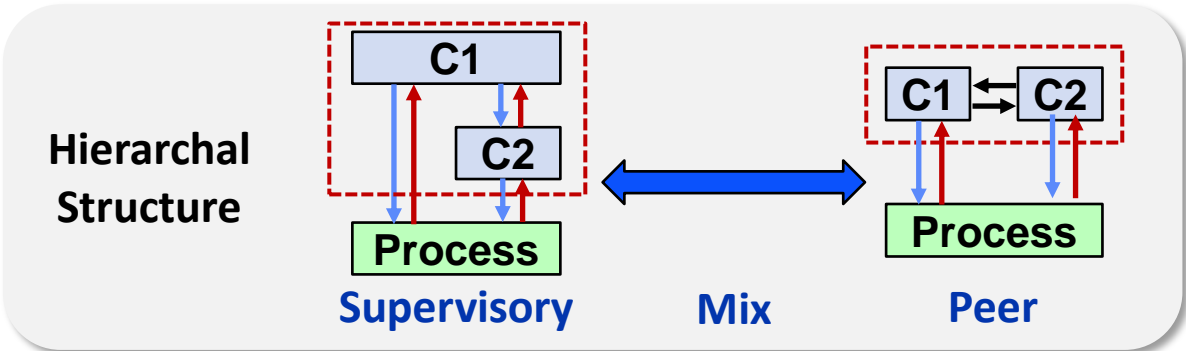 Hierarchal
Structure
C1
C2
Process
Supervisory
Mix
C1
C2
Process
Peer